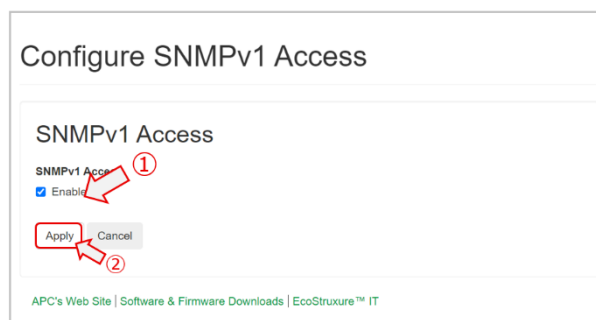 Configure SNMPv1 Access
SNMPv1 Access
SNMPv1 Access
①
Enable
Apply Cancel
②
APC's Web Site | Software & Firmware Downloads | EcoStruxure™ IT